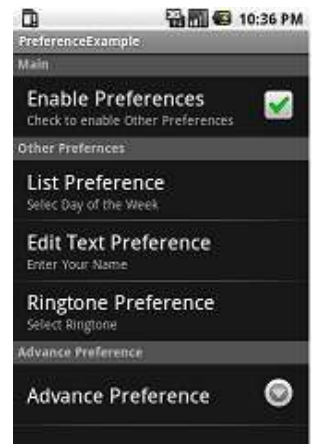 10:36 PM
PreferenceExample
Main
Enable Preferences
Check to enable Other Preferences
Other Prefernces
List Preference
Selec Day of the Week
Edit Text Preference
Enter Your Name
Ringtone Preference
Select Ringtone
Advance Preference
Advance Preference